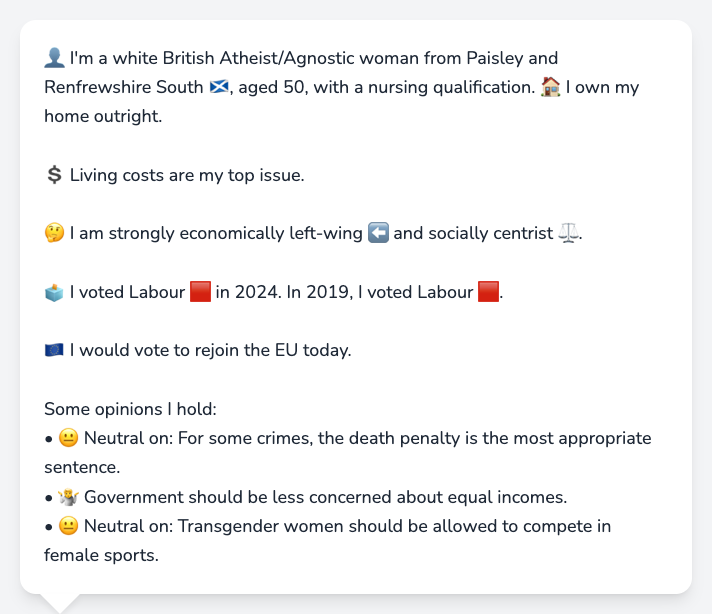 👤 I'm a white British Atheist/Agnostic woman from Paisley and
Renfrewshire South 🏴󠁧󠁢󠁳󠁣󠁴󠁿, aged 50, with a nursing qualification. 🏠 I own my
home outright.
💲 Living costs are my top issue.
🤔 I am strongly economically left-wing ⬅️ and socially centrist ⚖️.
🗳️ I voted Labour 🟥 in 2024. In 2019, I voted Labour 🟥.
🇪🇺 I would vote to rejoin the EU today.
Some opinions I hold:
• 😐 Neutral on: For some crimes, the death penalty is the most appropriate
sentence.
• 🤷 Government should be less concerned about equal incomes.
• 😐 Neutral on: Transgender women should be allowed to compete in
female sports.